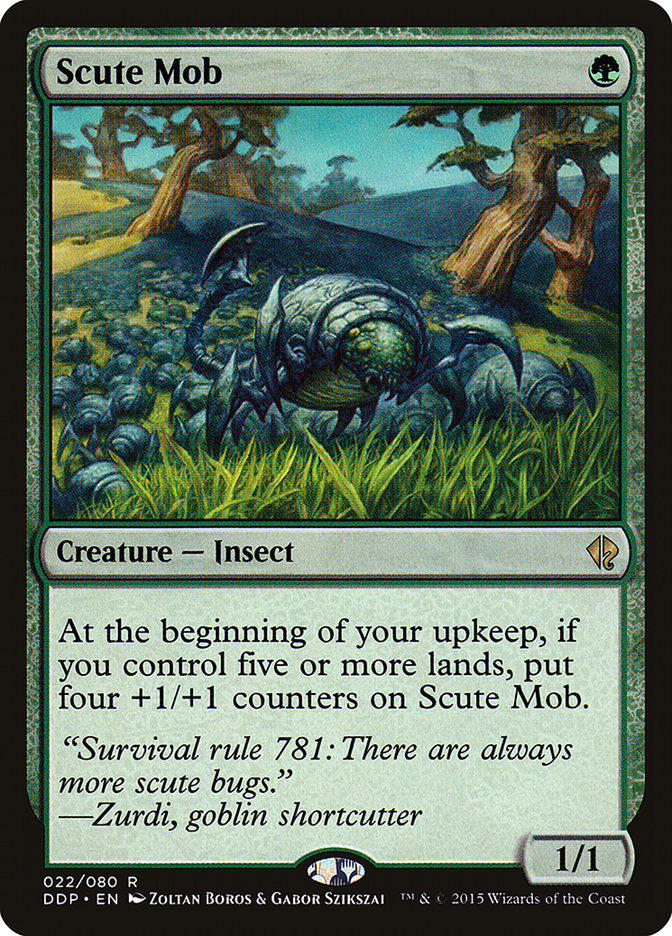 Scute Mob
Creature — Insect
At the beginning of your upkeep, if
you control five or more lands, put
four +1/+1 counters on Scute Mob.
“Survival rule 781: There are always
more scute bugs.”
—Zurdi, goblin shortcutter
1/1
022/080 R
DDP • EN Zoltan Boros & Gabor Szikszai ™ & © 2015 Wizards of the Coast